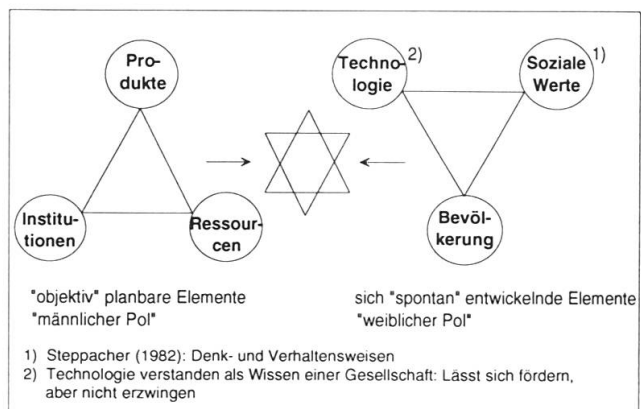 Pro-
dukte
Institu-
tionen
Ressour-
cen
Techno-
logie
2)
Soziale
Werte
1)
Bevöl-
kerung
"objektiv" planbare Elemente
"männlicher Pol"
sich "spontan" entwickelnde Elemente
"weiblicher Pol"
1) Steppacher (1982): Denk- und Verhaltensweisen
2) Technologie verstanden als Wissen einer Gesellschaft: Lässt sich fördern,
aber nicht erzwingen